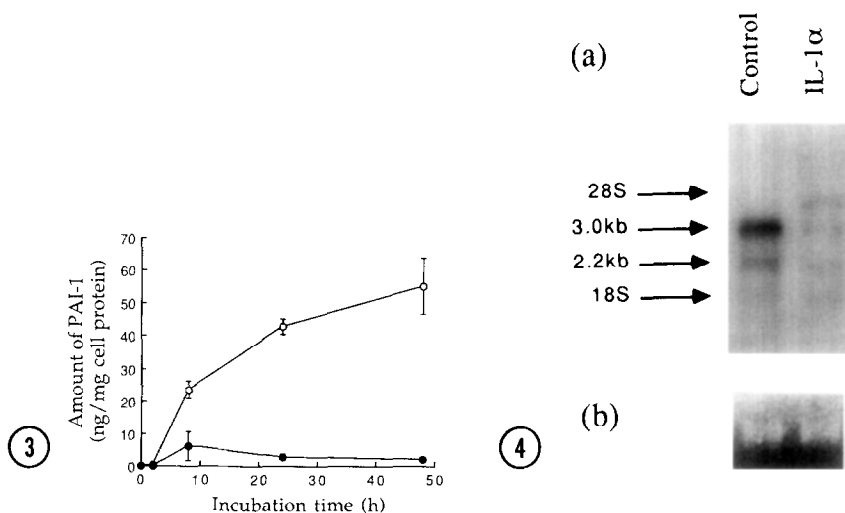 3
Amount of PAI-1
(ng/mg cell protein)
70
60
50
40
30
20
10
0
0
10
20
30
40
50
Incubation time (h)
4
(a)
Control
IL-1α
28S
3.0kb
2.2kb
18S
(b)